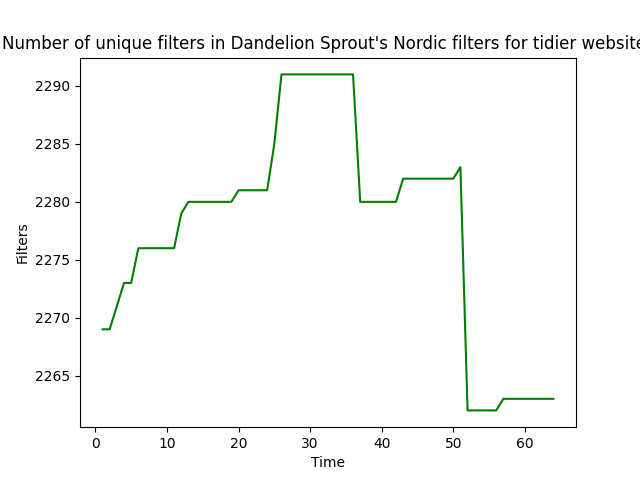 Number of unique filters in Dandelion Sprout's Nordic filters for tidier website
2290
2285
2280
2275
2270
2265
Filters
0 10 20 30 40 50 60
Time